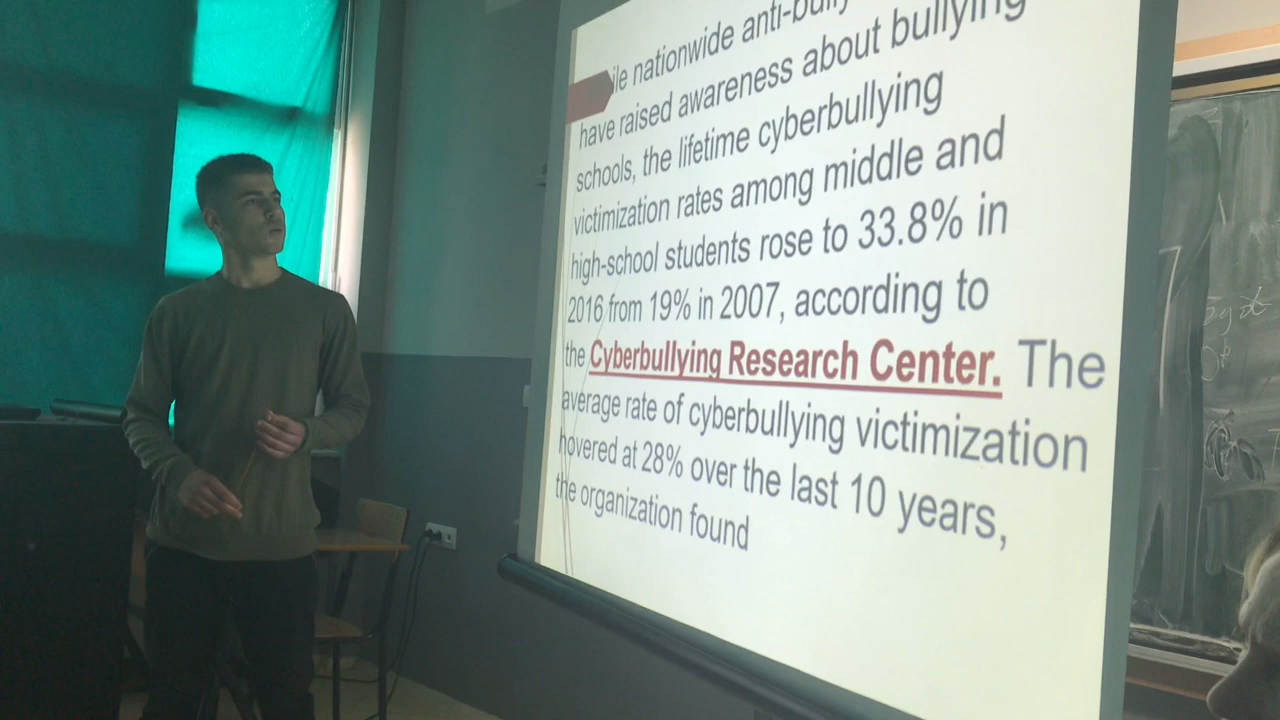 nationwide
have raised awareness about bullying
schools, the lifetime cyberbullying
victimization rates among middle and
high-school students rose to 33.8% in
2016 from 19% in 2007, according to
the Cyberbullying Research Center. The
average rate of cyberbullying victimization
hovered at 28% over the last 10 years,
the organization found